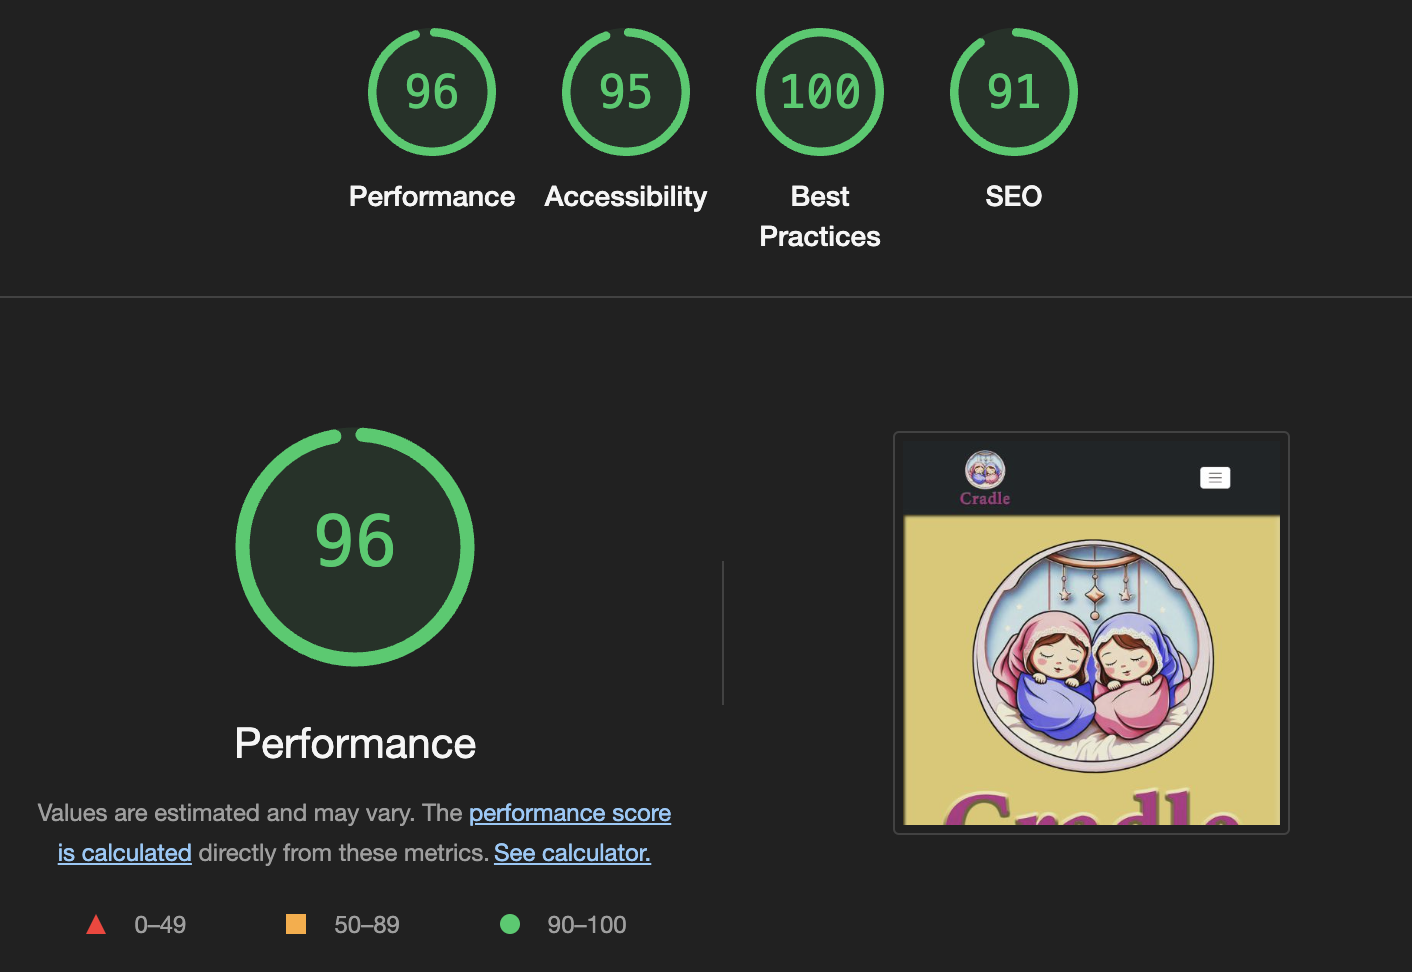 96
95
100
91
Performance
Accessibility
Best
Practices
SEO
96
Performance
Values are estimated and may vary. The performance score
is calculated directly from these metrics. See calculator.
0–49
50–89
90–100
Cradle
Cradle